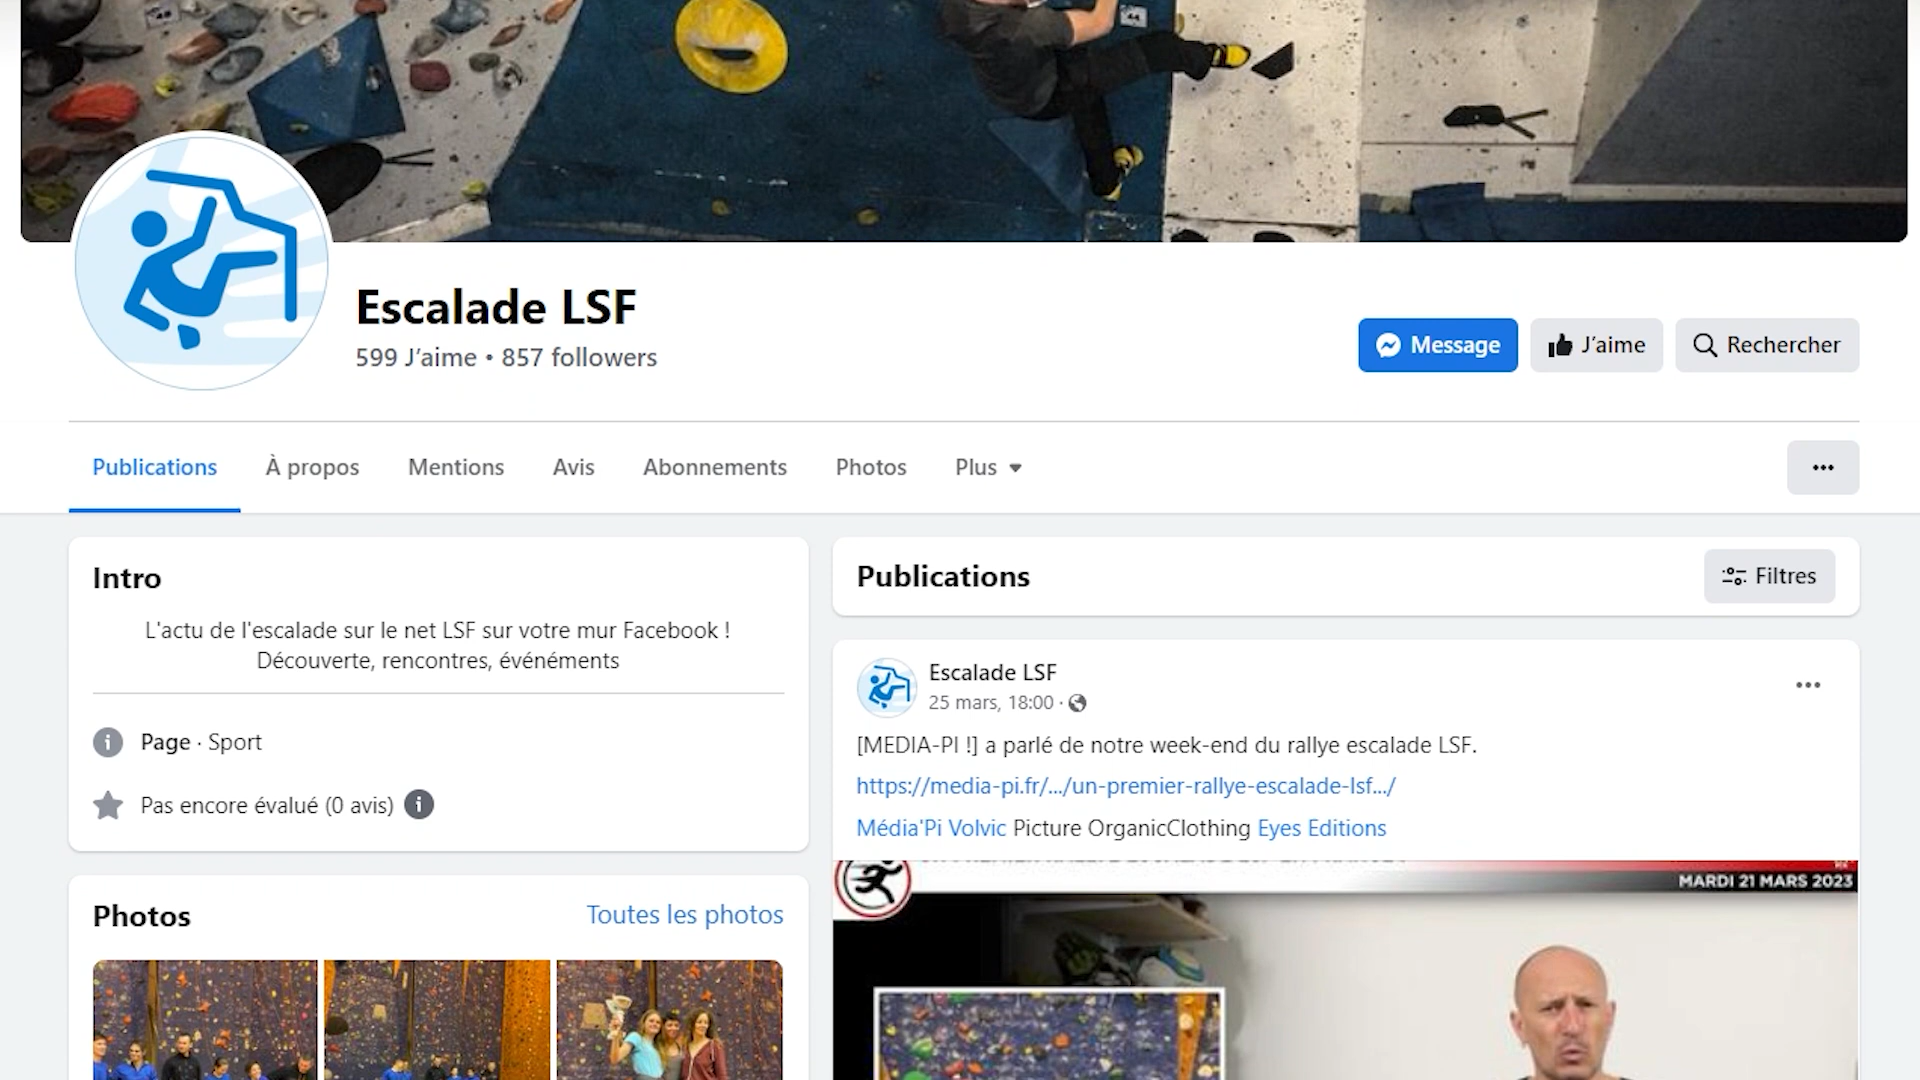 Escalade LSF
599 J’aime • 857 followers
Message
J’aime
Rechercher
Publications
À propos
Mentions
Avis
Abonnements
Photos
Plus
Intro
L'actu de l'escalade sur le net LSF sur votre mur Facebook !
Découverte, rencontres, événéments
Page · Sport
Pas encore évalué (0 avis)
Photos
Toutes les photos
Publications
Filtres
Escalade LSF
25 mars, 18:00 ·
[MEDIA-PI !] a parlé de notre week-end du rallye escalade LSF.
https://media-pi.fr/.../un-premier-rallye-escalade-lsf.../
Média'Pi Volvic Picture OrganicClothing Eyes Editions
MARDI 21 MARS 2023